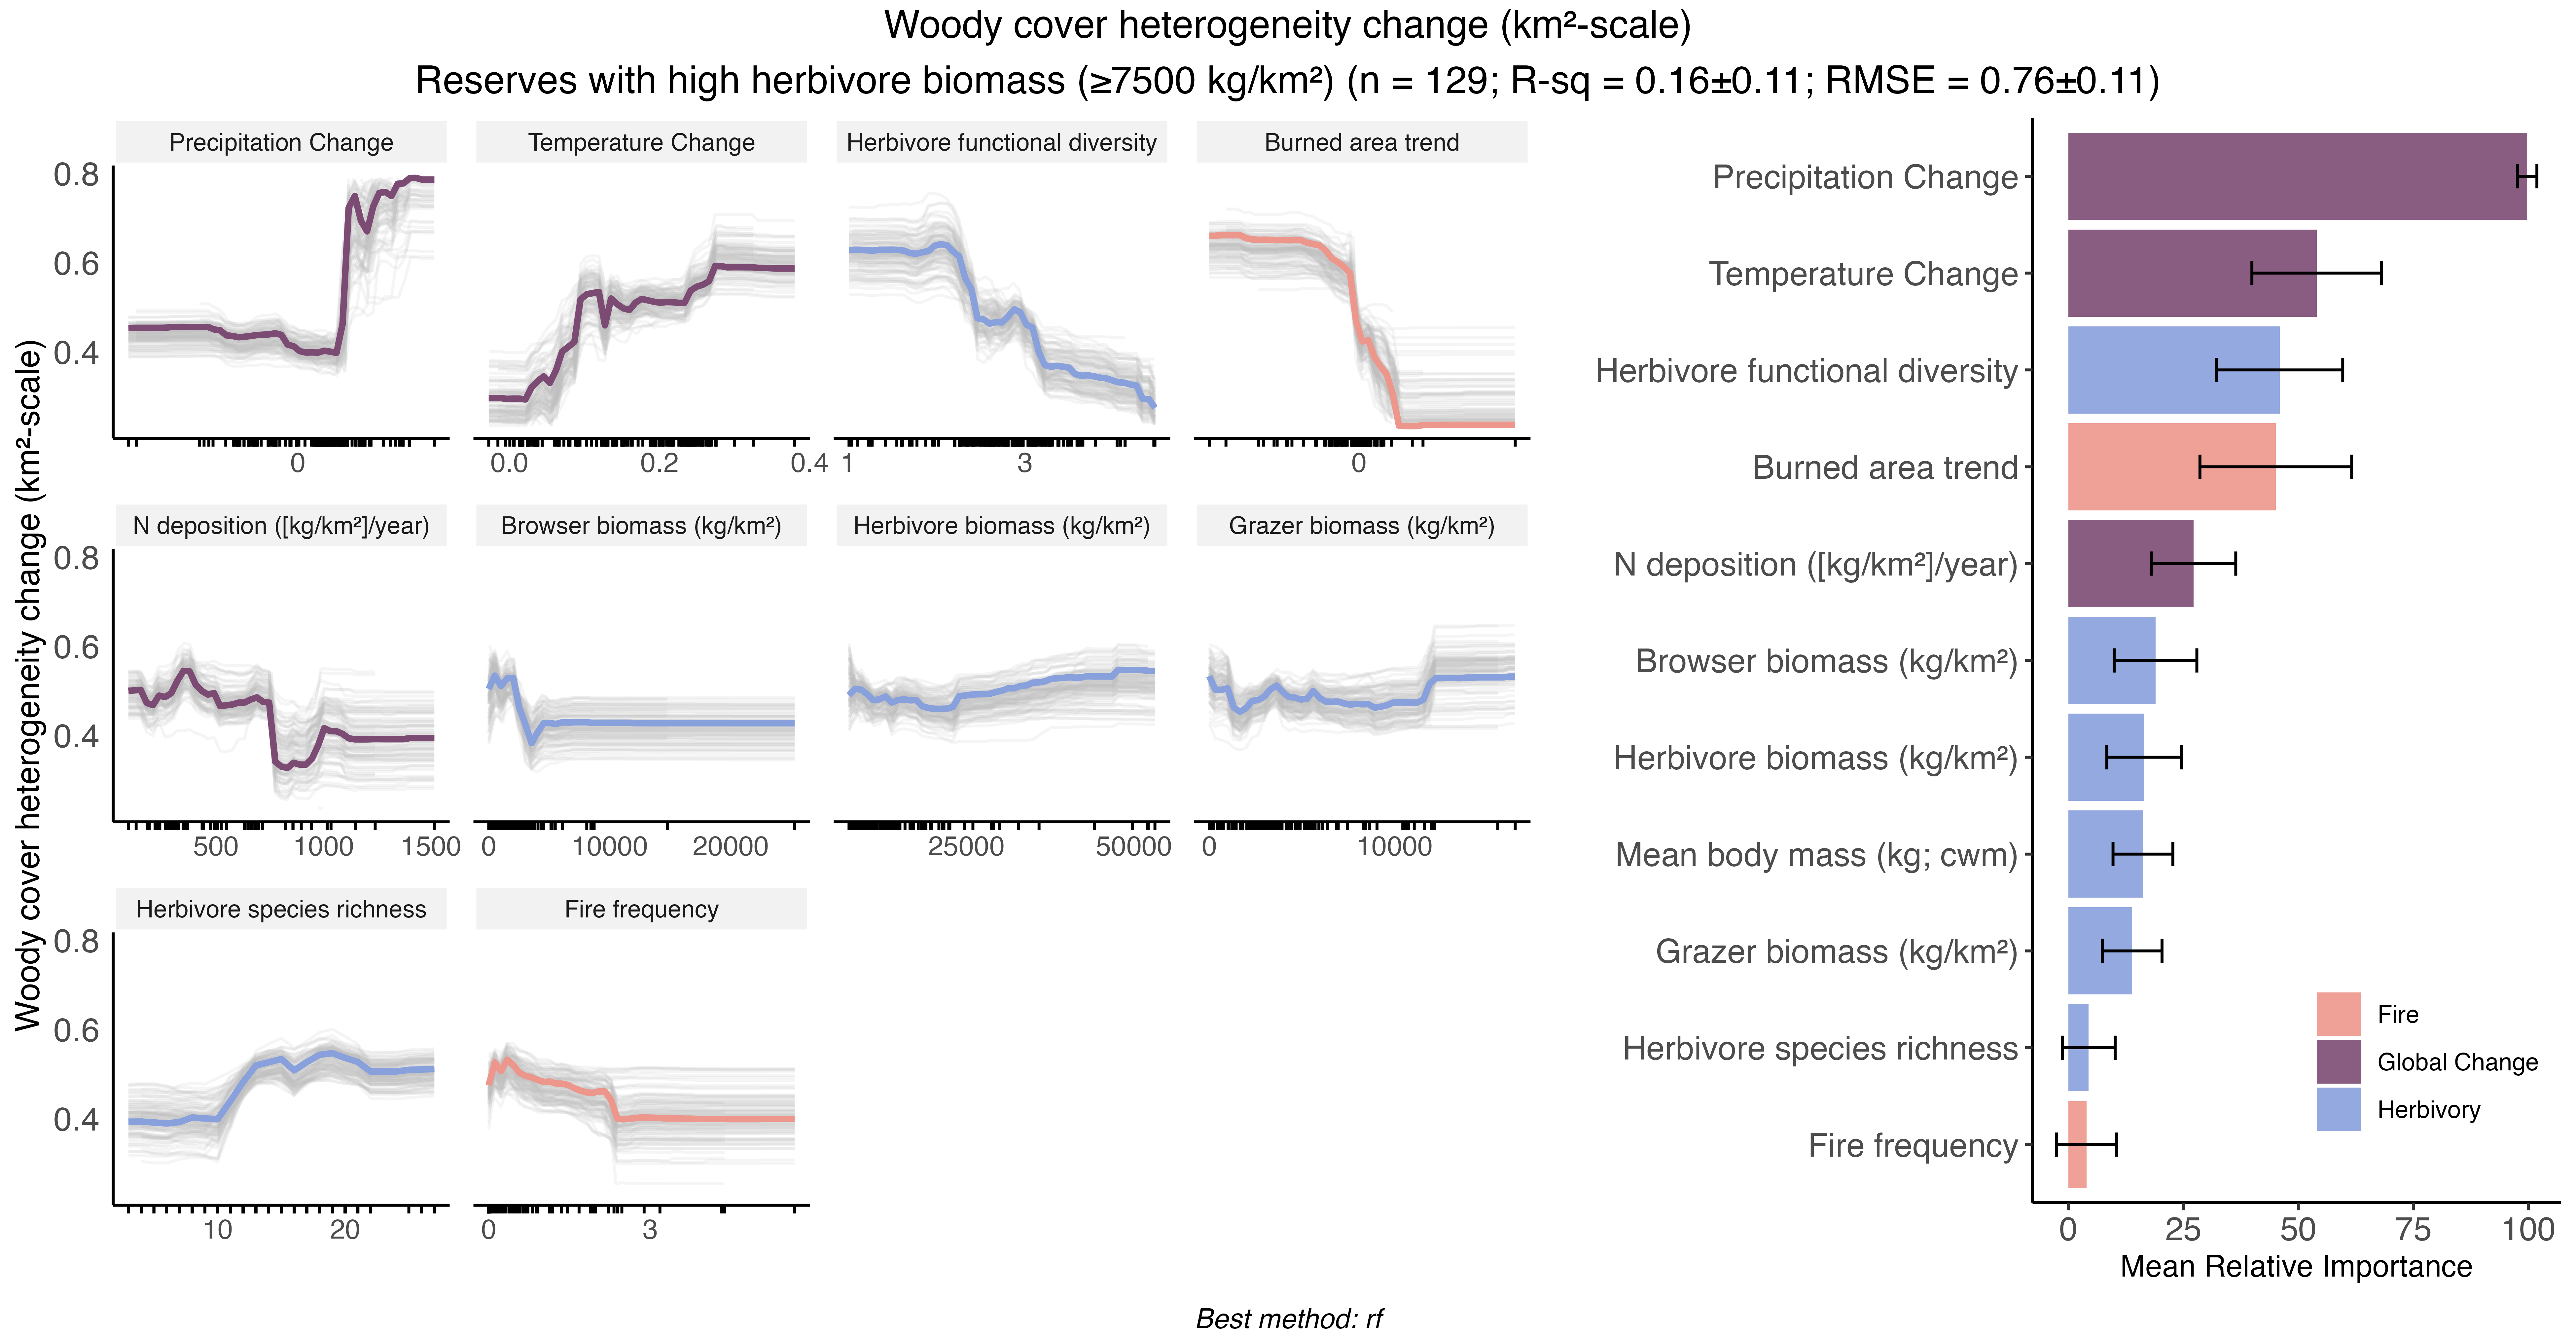 Woody cover heterogeneity change (km²-scale)
Reserves with high herbivore biomass (≥7500 kg/km²) (n = 129; R-sq = 0.16±0.11; RMSE = 0.76±0.11)
Woody cover heterogeneity change (km²-scale)
Precipitation Change Temperature Change Herbivore functional diversity Burned area trend
0.8
0.6
0.4
0 0.0 0.2 0.4 1 3 0
N deposition ([kg/km²]/year) Browser biomass (kg/km²) Herbivore biomass (kg/km²) Grazer biomass (kg/km²)
0.8
0.6
0.4
500 1000 1500 0 10000 20000 25000 50000 0 10000
Herbivore species richness Fire frequency
0.8
0.6
0.4
10 20 0 3
Precipitation Change
Temperature Change
Herbivore functional diversity
Burned area trend
N deposition ([kg/km²]/year)
Browser biomass (kg/km²)
Herbivore biomass (kg/km²)
Mean body mass (kg; cwm)
Grazer biomass (kg/km²)
Herbivore species richness
Fire frequency
0 25 50 75 100
Mean Relative Importance
Fire
Global Change
Herbivory
Best method: rf